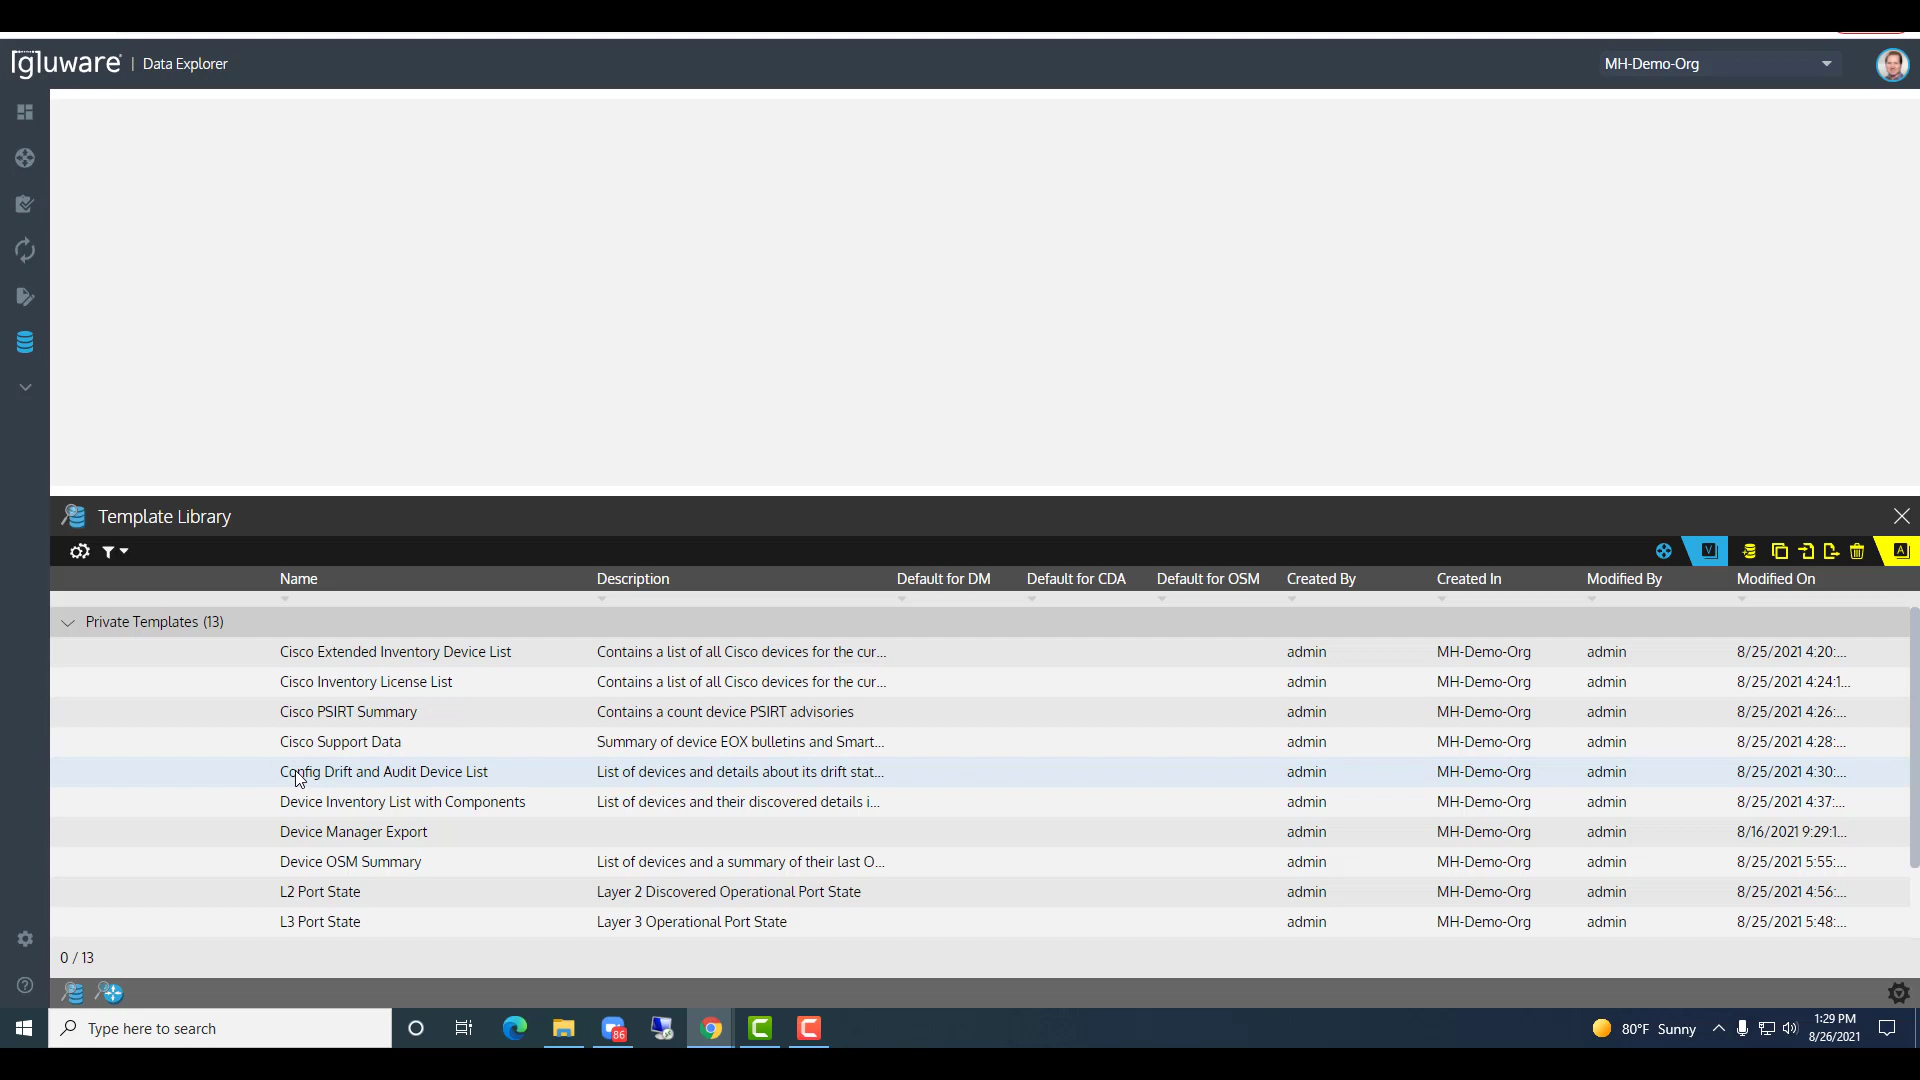 [gluware | Data Explorer
MH-Demo-Org
Template Library
V
A
Name Description Default for DM Default for CDA Default for OSM Created By Created In Modified By Modified On
Private Templates (13)
Cisco Extended Inventory Device List Contains a list of all Cisco devices for the cur... admin MH-Demo-Org admin 8/25/2021 4:20:...
Cisco Inventory License List Contains a list of all Cisco devices for the cur... admin MH-Demo-Org admin 8/25/2021 4:24:1...
Cisco PSIRT Summary Contains a count device PSIRT advisories admin MH-Demo-Org admin 8/25/2021 4:26:...
Cisco Support Data Summary of device EOX bulletins and Smart... admin MH-Demo-Org admin 8/25/2021 4:28:...
Config Drift and Audit Device List List of devices and details about its drift stat... admin MH-Demo-Org admin 8/25/2021 4:30:...
Device Inventory List with Components List of devices and their discovered details i... admin MH-Demo-Org admin 8/25/2021 4:37:...
Device Manager Export admin MH-Demo-Org admin 8/16/2021 9:29:1...
Device OSM Summary List of devices and a summary of their last O... admin MH-Demo-Org admin 8/25/2021 5:55:...
L2 Port State Layer 2 Discovered Operational Port State admin MH-Demo-Org admin 8/25/2021 4:56:...
L3 Port State Layer 3 Operational Port State admin MH-Demo-Org admin 8/25/2021 5:48:...
0 / 13
Type here to search
86
80°F Sunny
1:29 PM
8/26/2021